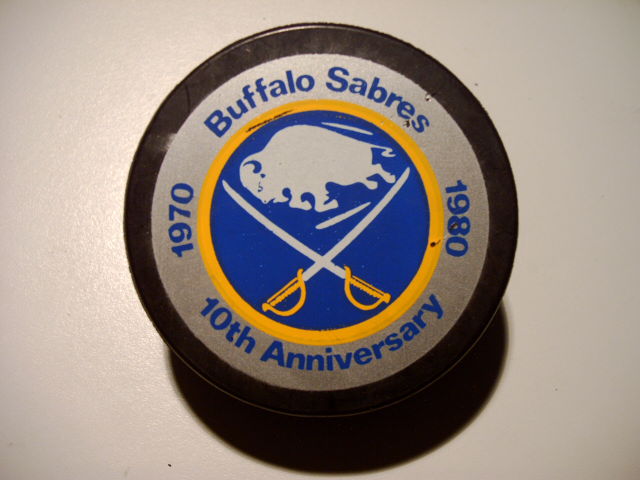 Buffalo Sabres
1970
1980
10th Anniversary